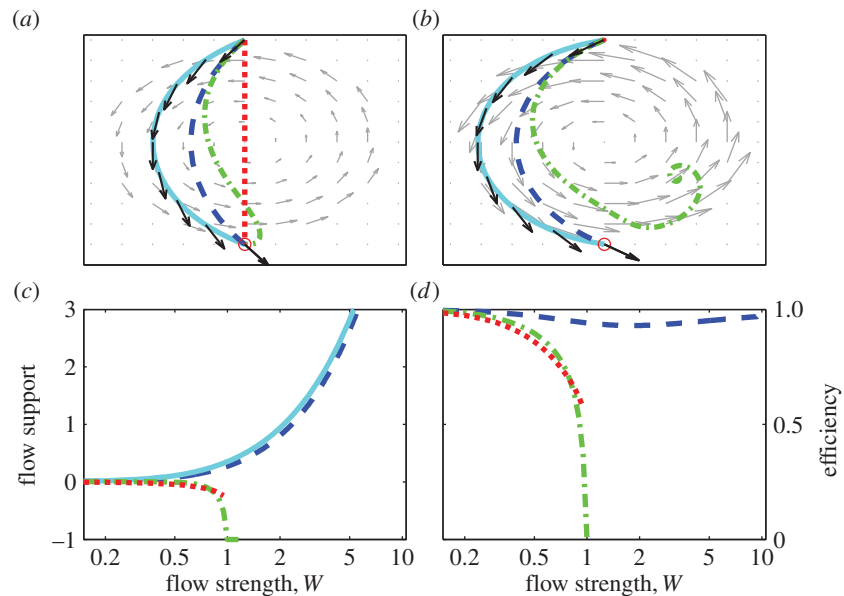 (a)
(b)
(c)
(d)
3
2
1
0
–1
flow support
0.2
0.5
1
2
5
10
flow strength, W
1.0
0.5
0
efficiency
0.2
0.5
1
2
5
10
flow strength, W